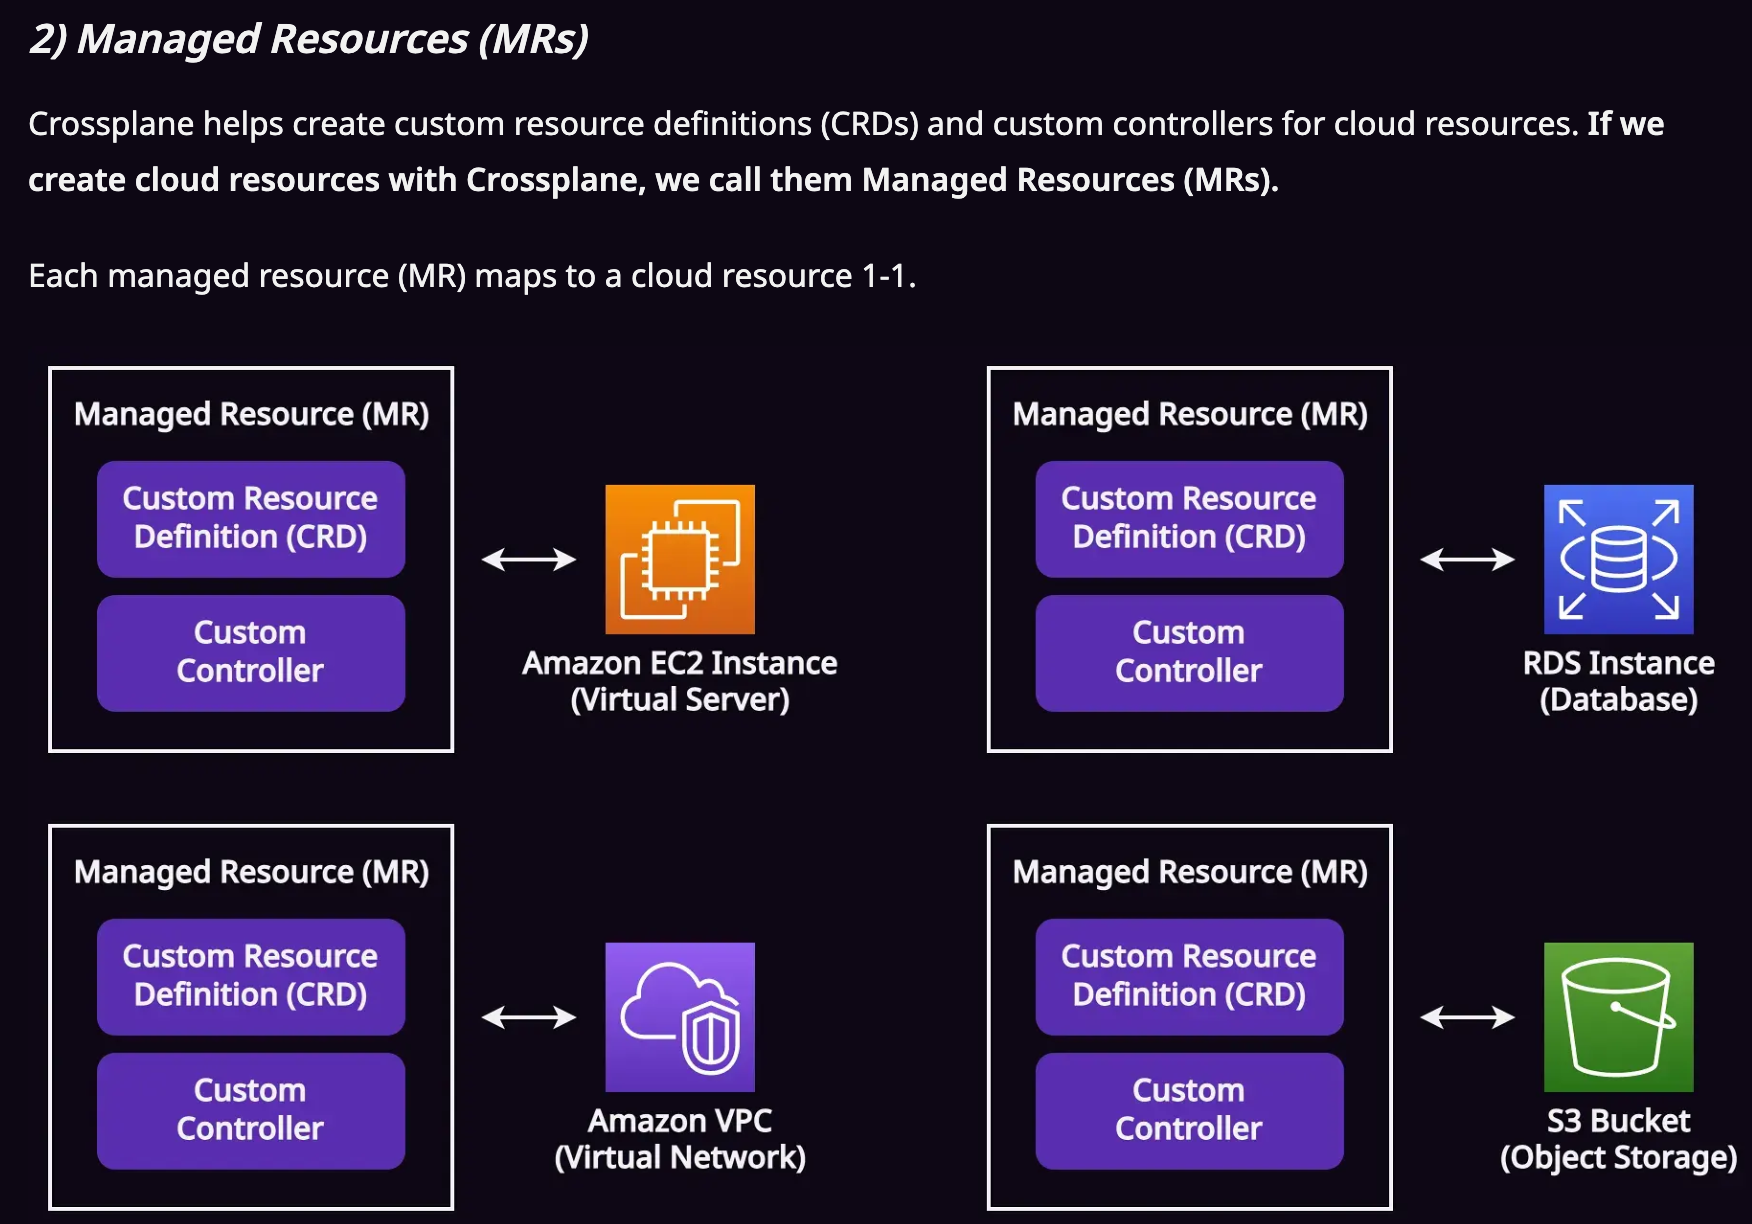 2) Managed Resources (MRs)
Crossplane helps create custom resource definitions (CRDs) and custom controllers for cloud resources. If we
create cloud resources with Crossplane, we call them Managed Resources (MRs).
Each managed resource (MR) maps to a cloud resource 1-1.
Managed Resource (MR)
Custom Resource
Definition (CRD)
Custom
Controller
Amazon EC2 Instance
(Virtual Server)
Managed Resource (MR)
Custom Resource
Definition (CRD)
Custom
Controller
RDS Instance
(Database)
Managed Resource (MR)
Custom Resource
Definition (CRD)
Custom
Controller
Amazon VPC
(Virtual Network)
Managed Resource (MR)
Custom Resource
Definition (CRD)
Custom
Controller
S3 Bucket
(Object Storage)